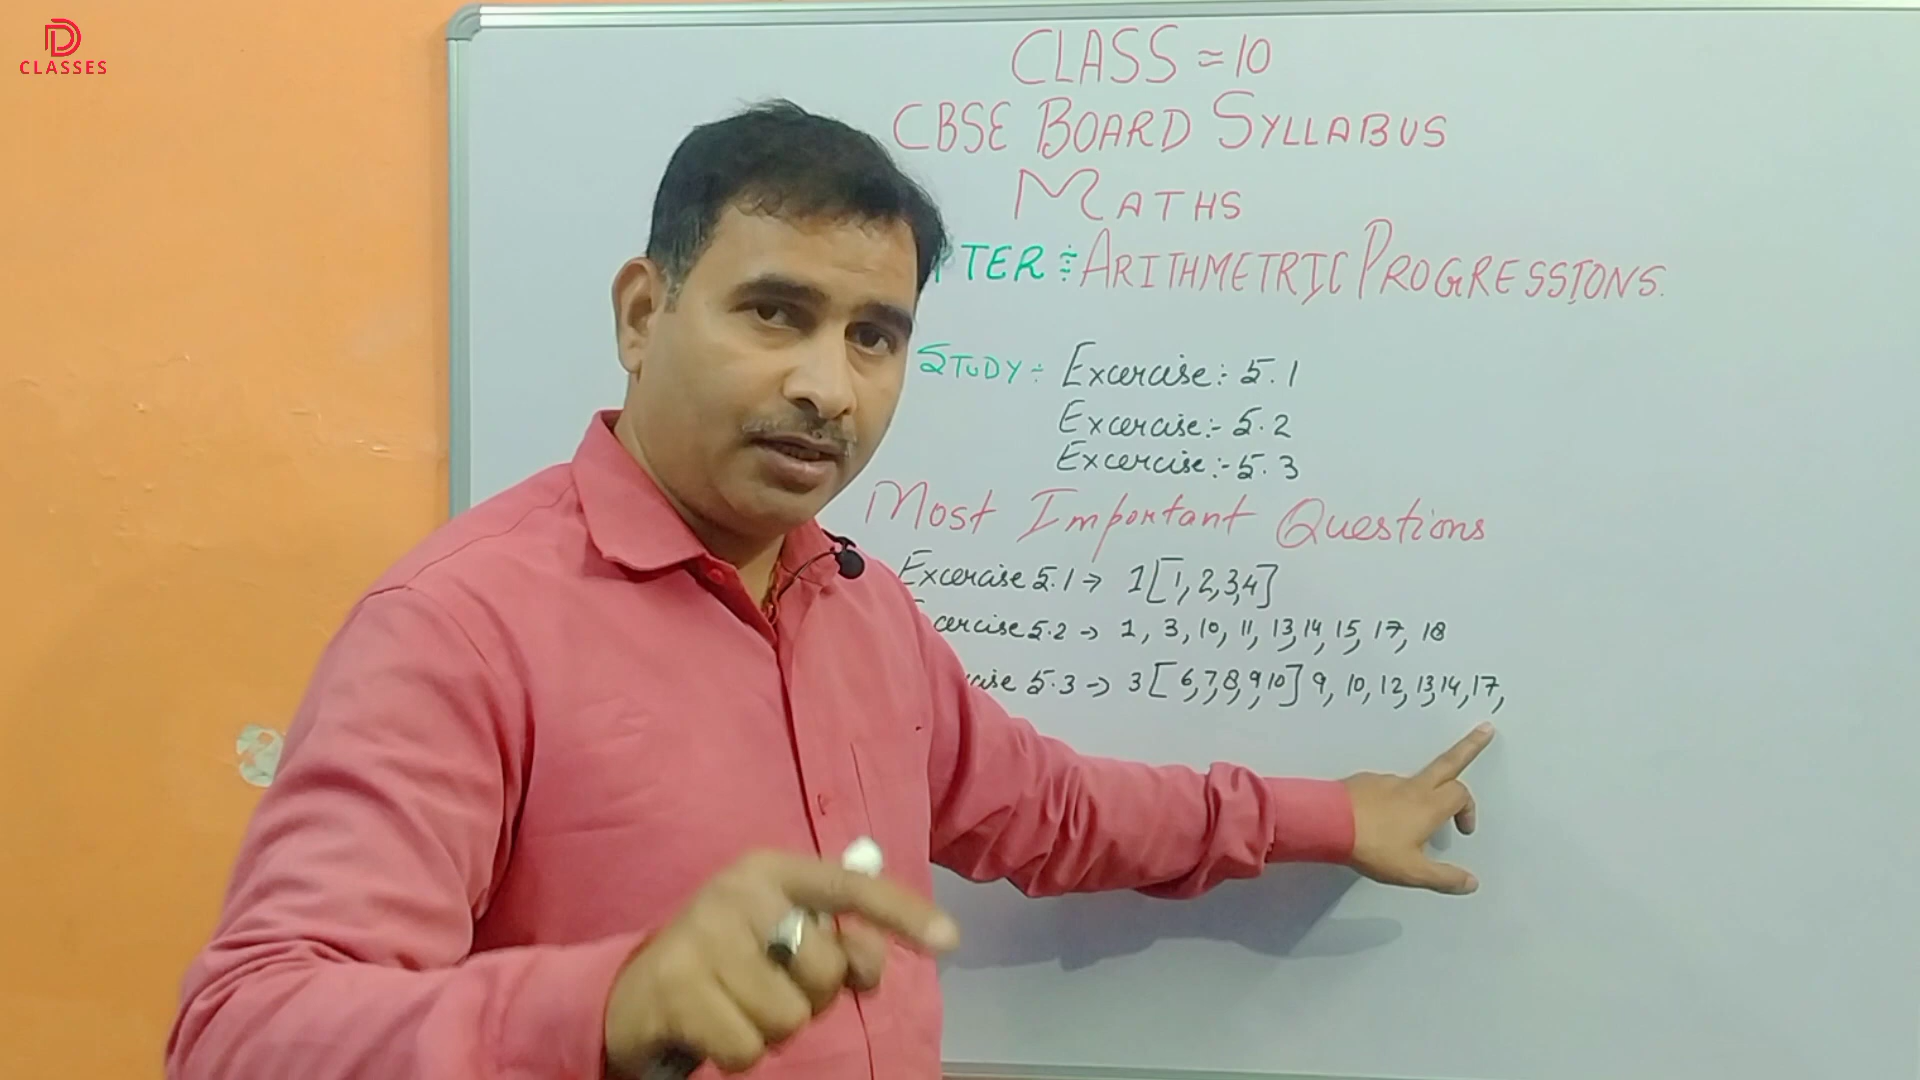 D
CLASSES
CLASS = 10
CBSE BOARD SYLLABUS
MATHS
TER : ARITHMETRIC PROGRESSIONS.
STUDY :- Excercise :- 5.1
Excercise :- 5.2
Excercise :- 5.3
Most Important Questions
Excercise 5.1 → 1 [1, 2, 3, 4]
ercise 5.2 → 1, 3, 10, 11, 13, 14, 15, 17, 18
cise 5.3 → 3 [6, 7, 8, 9, 10] 9, 10, 12, 13, 14, 17,